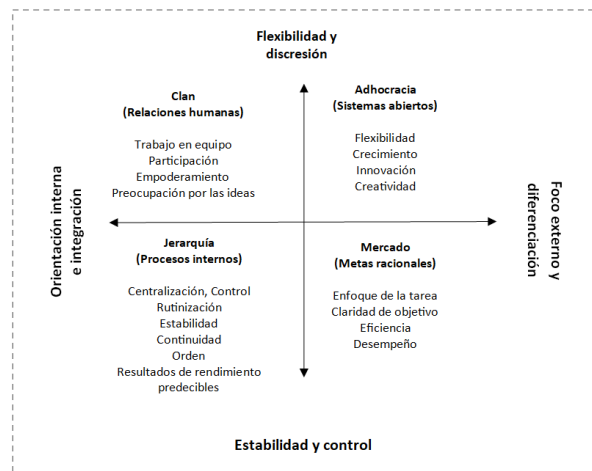 Flexibilidad y
discresión
Clan
(Relaciones humanas)
Trabajo en equipo
Participación
Empoderamiento
Preocupación por las ideas
Adhocracia
(Sistemas abiertos)
Flexibilidad
Crecimiento
Innovación
Creatividad
Orientación interna
e integración
Foco externo y
diferenciación
Jerarquía
(Procesos internos)
Centralización, Control
Rutinización
Estabilidad
Continuidad
Orden
Resultados de rendimiento
predecibles
Mercado
(Metas racionales)
Enfoque de la tarea
Claridad de objetivo
Eficiencia
Desempeño
Estabilidad y control